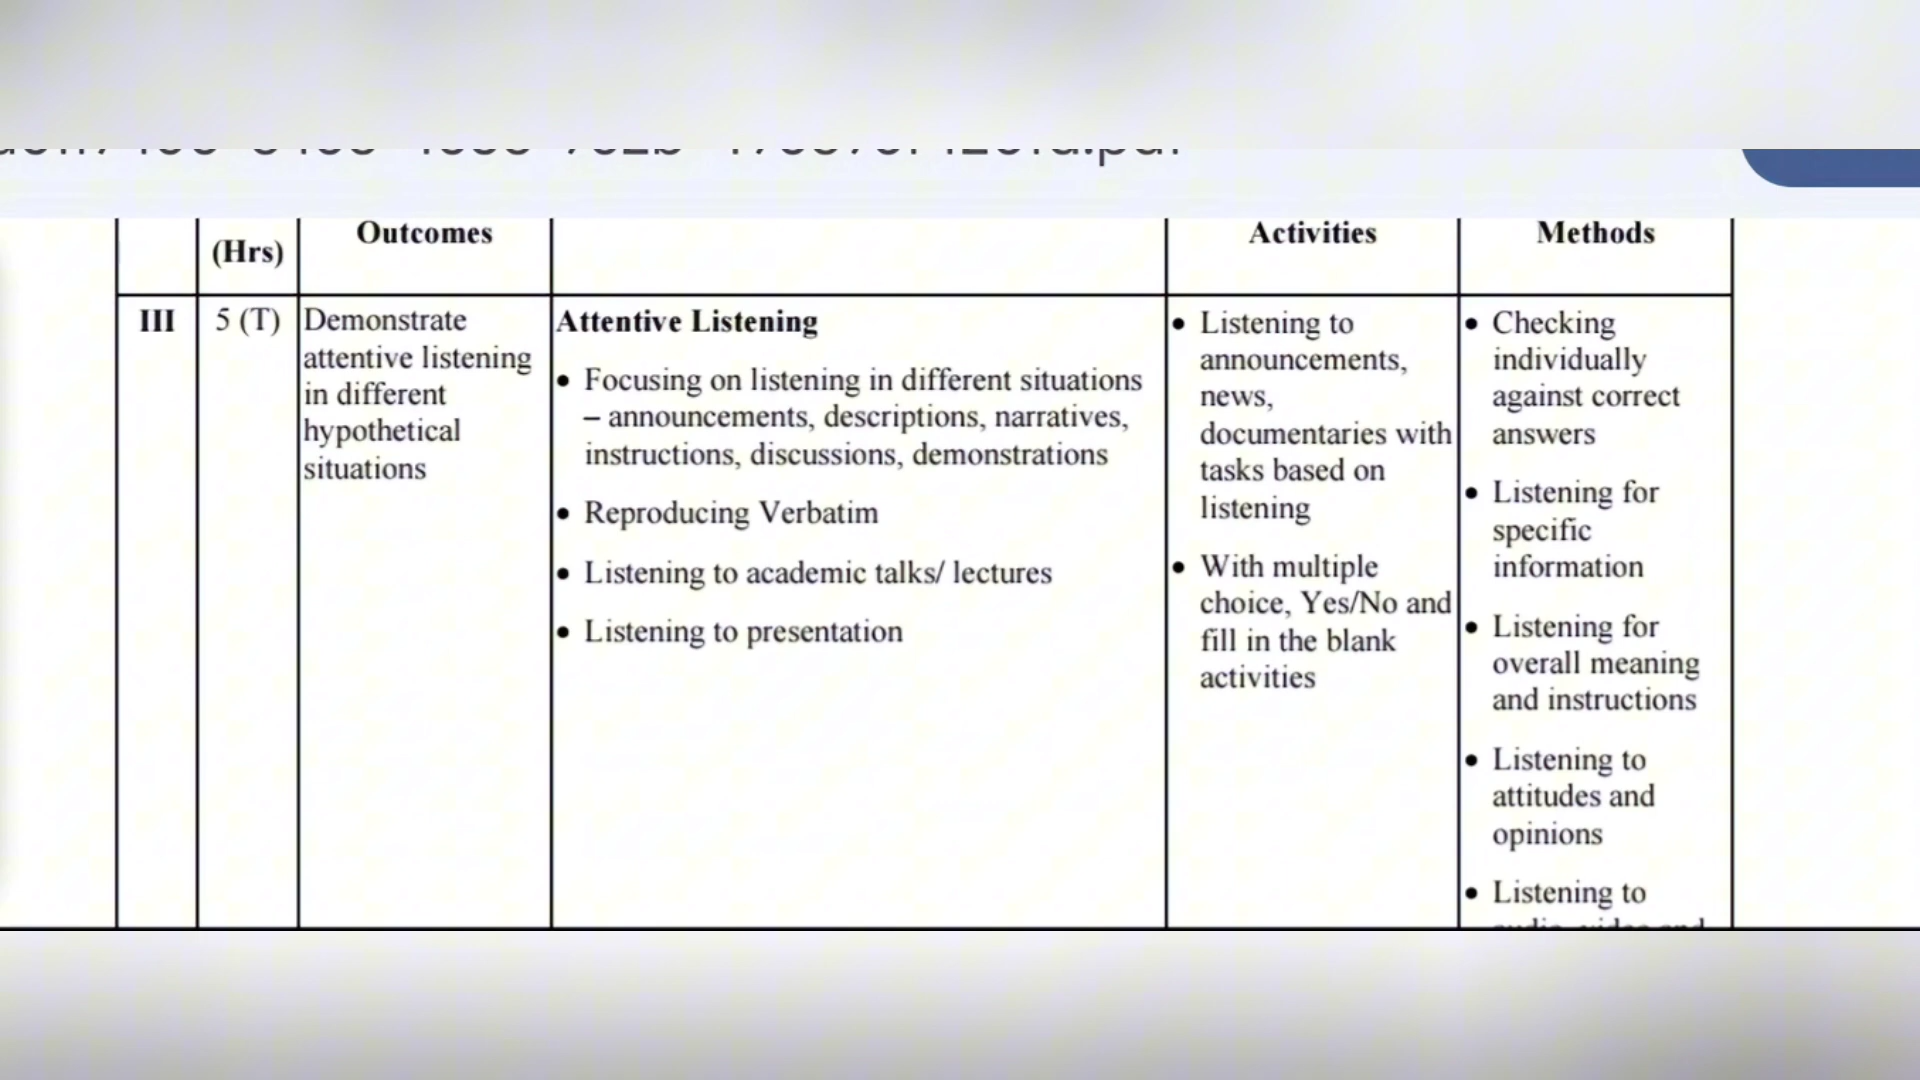 (Hrs)
Outcomes
Activities
Methods
III
5 (T)
Demonstrate
attentive listening
in different
hypothetical
situations
Attentive Listening
• Focusing on listening in different situations
– announcements, descriptions, narratives,
instructions, discussions, demonstrations
• Reproducing Verbatim
• Listening to academic talks/ lectures
• Listening to presentation
• Listening to
announcements,
news,
documentaries with
tasks based on
listening
• With multiple
choice, Yes/No and
fill in the blank
activities
• Checking
individually
against correct
answers
• Listening for
specific
information
• Listening for
overall meaning
and instructions
• Listening to
attitudes and
opinions
• Listening to